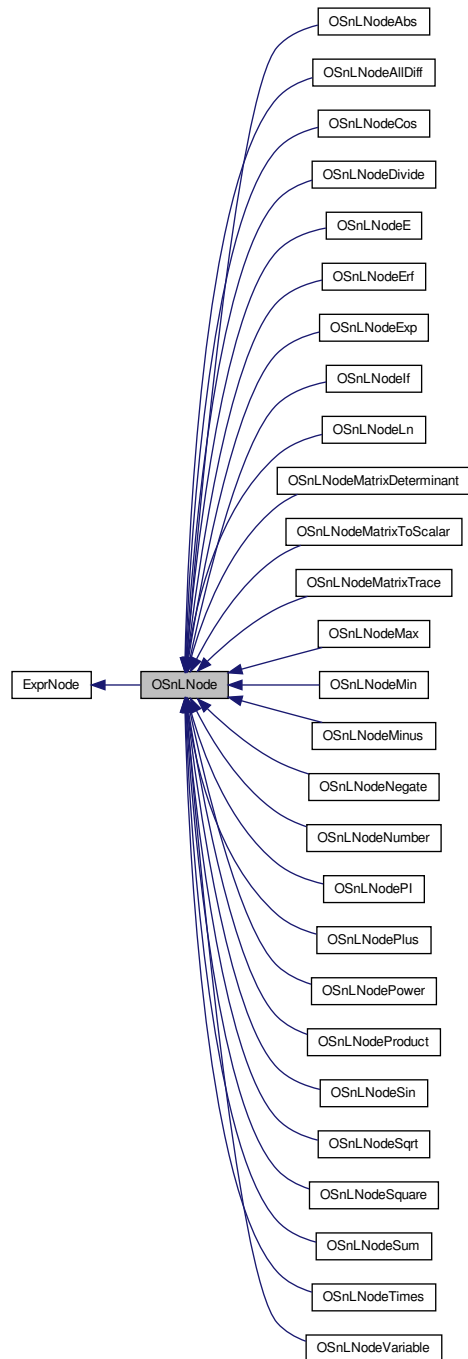 OSnLNodeAbs
OSnLNodeAllDiff
OSnLNodeCos
OSnLNodeDivide
OSnLNodeE
OSnLNodeErf
OSnLNodeExp
OSnLNodeIf
OSnLNodeLn
OSnLNodeMatrixDeterminant
OSnLNodeMatrixToScalar
OSnLNodeMatrixTrace
OSnLNodeMax
ExprNode
OSnLNode
OSnLNodeMin
OSnLNodeMinus
OSnLNodeNegate
OSnLNodeNumber
OSnLNodePI
OSnLNodePlus
OSnLNodePower
OSnLNodeProduct
OSnLNodeSin
OSnLNodeSqrt
OSnLNodeSquare
OSnLNodeSum
OSnLNodeTimes
OSnLNodeVariable